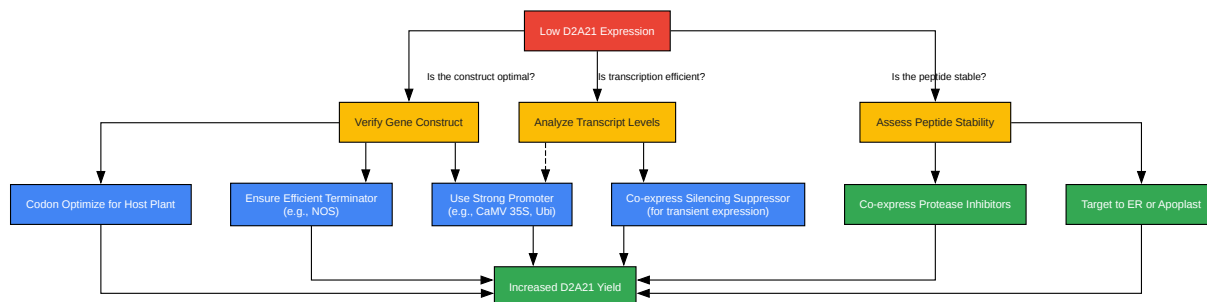 Low D2A21 Expression
Is the construct optimal?
Is transcription efficient?
Is the peptide stable?
Verify Gene Construct
Analyze Transcript Levels
Assess Peptide Stability
Codon Optimize for Host Plant
Ensure Efficient Terminator
(e.g., NOS)
Use Strong Promoter
(e.g., CaMV 35S, Ubi)
Co-express Silencing Suppressor
(for transient expression)
Co-express Protease Inhibitors
Target to ER or Apoplast
Increased D2A21 Yield